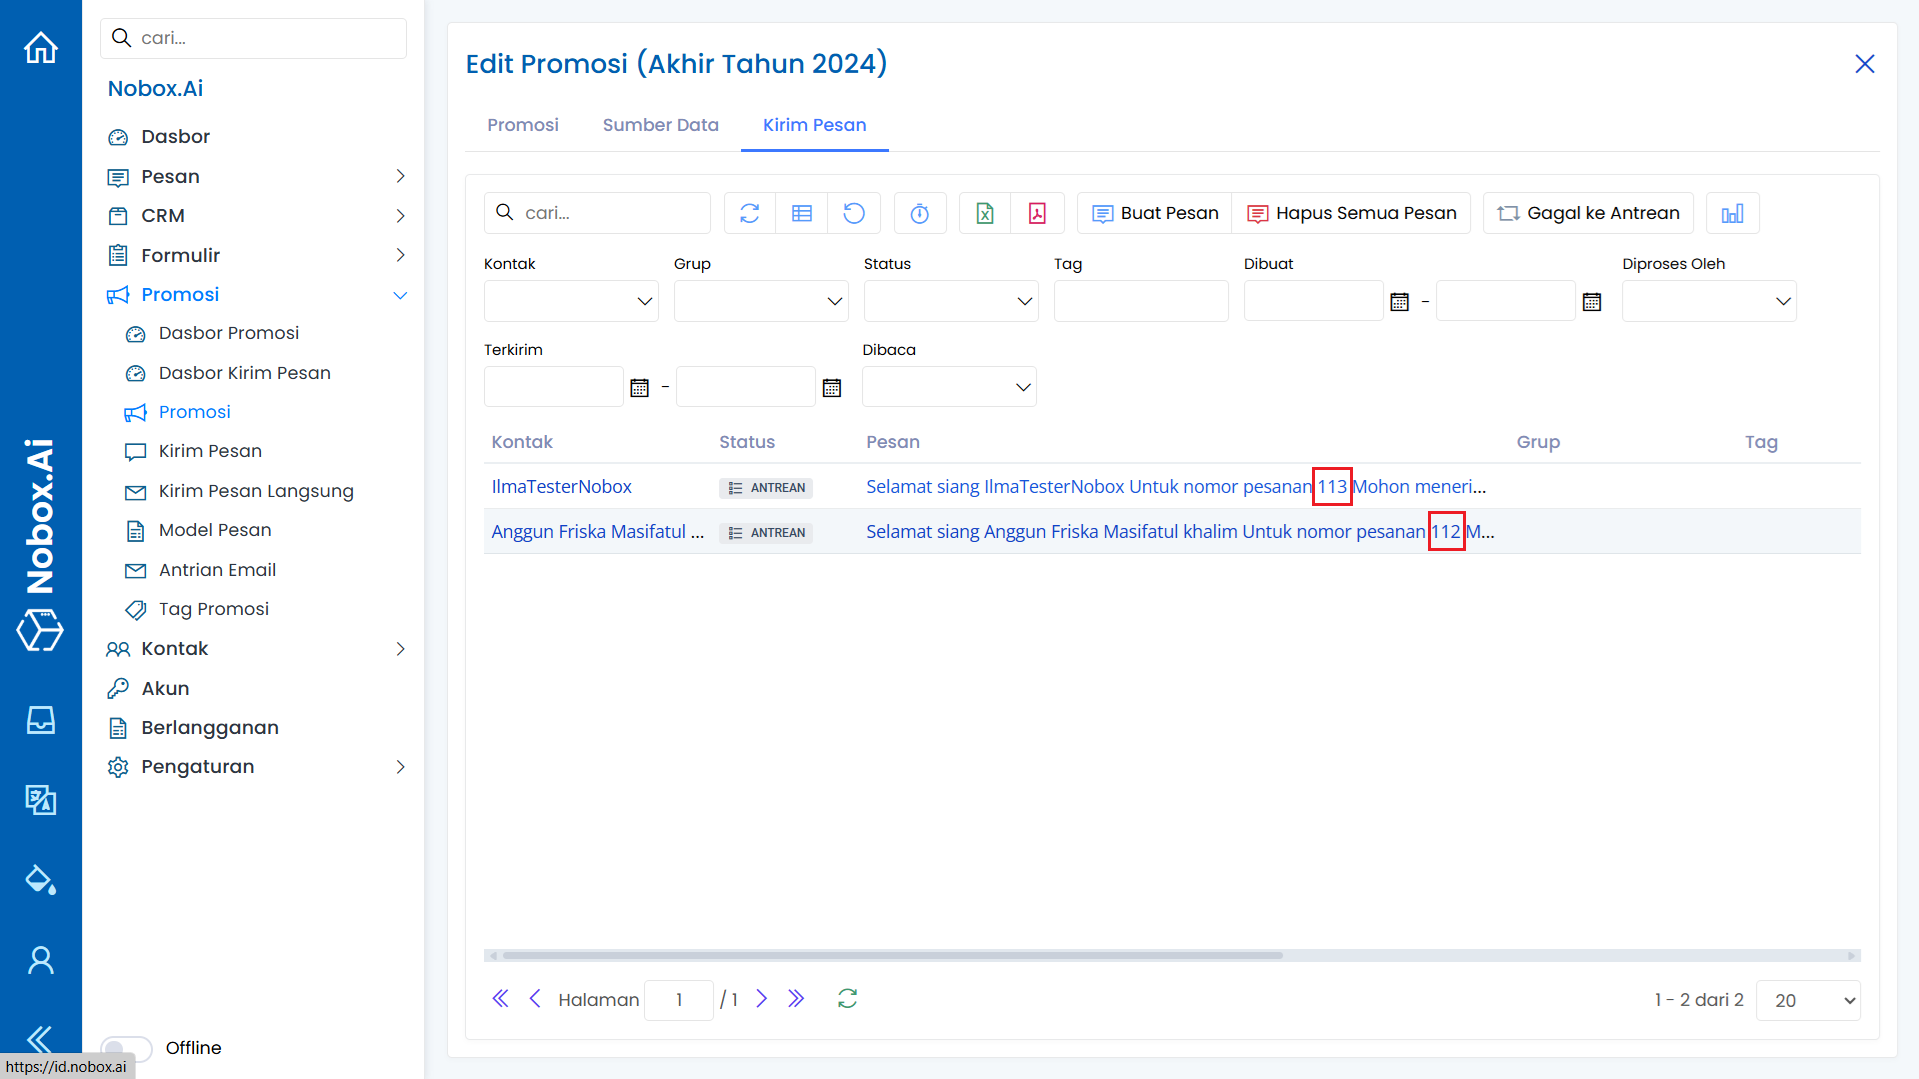 cari...
Nobox.Ai
Dasbor
Pesan
CRM
Formulir
Promosi
Dasbor Promosi
Dasbor Kirim Pesan
Promosi
Kirim Pesan
Kirim Pesan Langsung
Model Pesan
Antrian Email
Tag Promosi
Kontak
Akun
Berlangganan
Pengaturan
Offline
https://id.nobox.ai
Nobox.Ai
Edit Promosi (Akhir Tahun 2024)
Promosi Sumber Data Kirim Pesan
cari... Buat Pesan Hapus Semua Pesan Gagal ke Antrean
Kontak Grup Status Tag Dibuat Diproses Oleh
-
Terkirim Dibaca
-
Kontak Status Pesan Grup Tag
IlmaTesterNobox ANTREAN Selamat siang IlmaTesterNobox Untuk nomor pesanan 113 Mohon meneri...
Anggun Friska Masifatul ... ANTREAN Selamat siang Anggun Friska Masifatul khalim Untuk nomor pesanan 112 M...
Halaman 1 / 1 1 - 2 dari 2 20